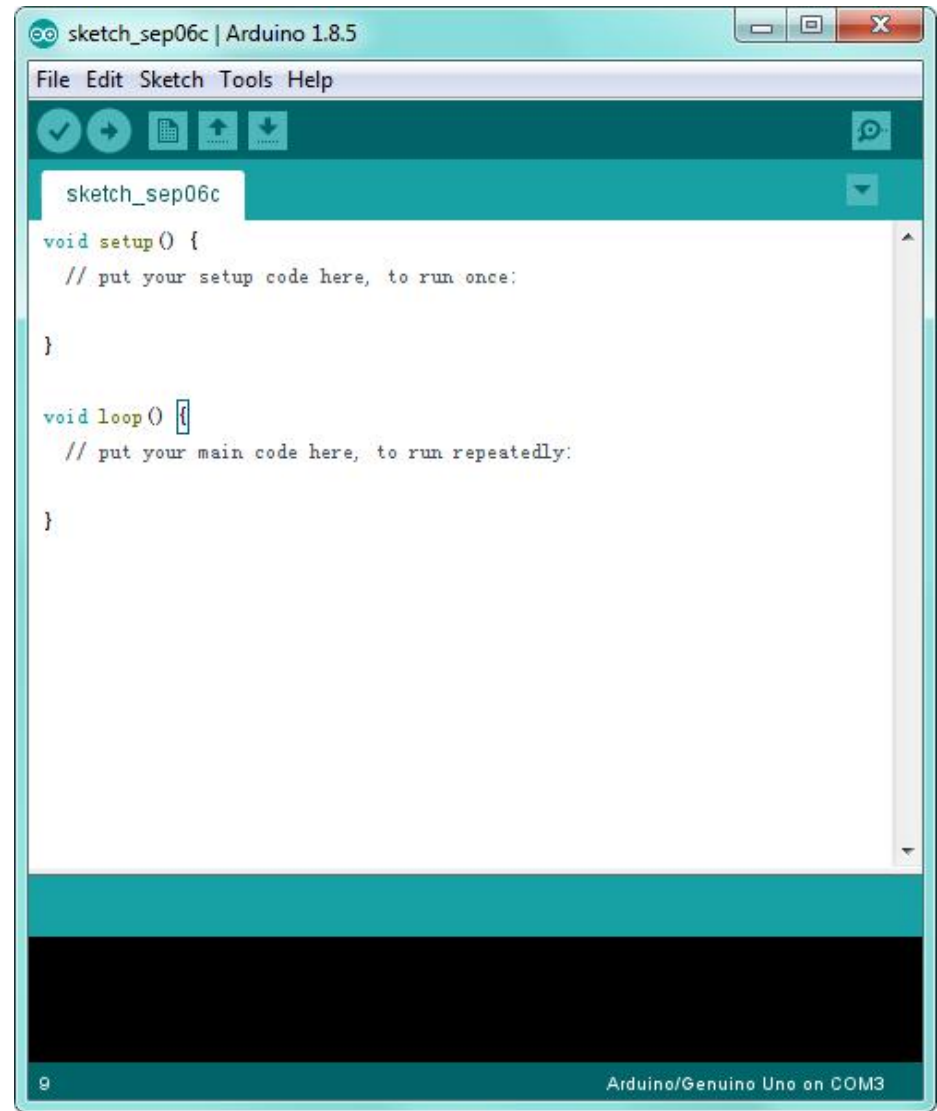 sketch_sep06c | Arduino 1.8.5
File Edit Sketch Tools Help
sketch_sep06c
void setup() {
  // put your setup code here, to run once:
}
void loop() {
  // put your main code here, to run repeatedly:
}
9 Arduino/Genuino Uno on COM3